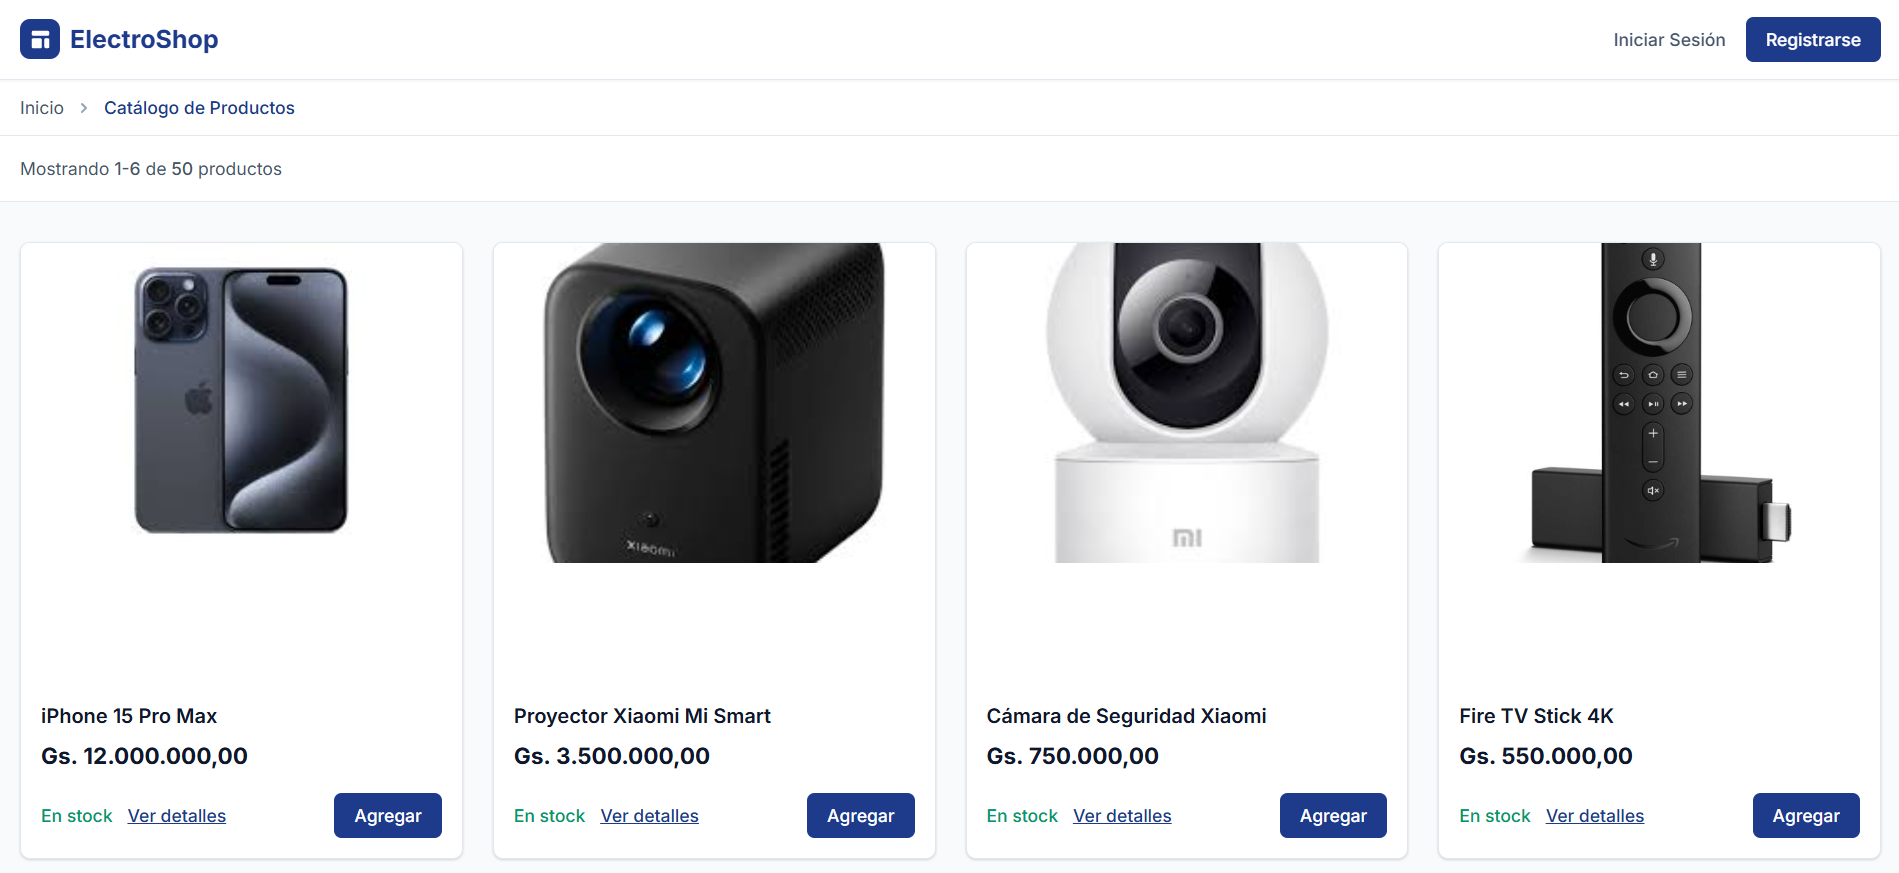 ElectroShop
Iniciar Sesión
Registrarse
Inicio > Catálogo de Productos
Mostrando 1-6 de 50 productos
xiaomi
mi
iPhone 15 Pro Max
Gs. 12.000.000,00
En stock Ver detalles Agregar
Proyector Xiaomi Mi Smart
Gs. 3.500.000,00
En stock Ver detalles Agregar
Cámara de Seguridad Xiaomi
Gs. 750.000,00
En stock Ver detalles Agregar
Fire TV Stick 4K
Gs. 550.000,00
En stock Ver detalles Agregar